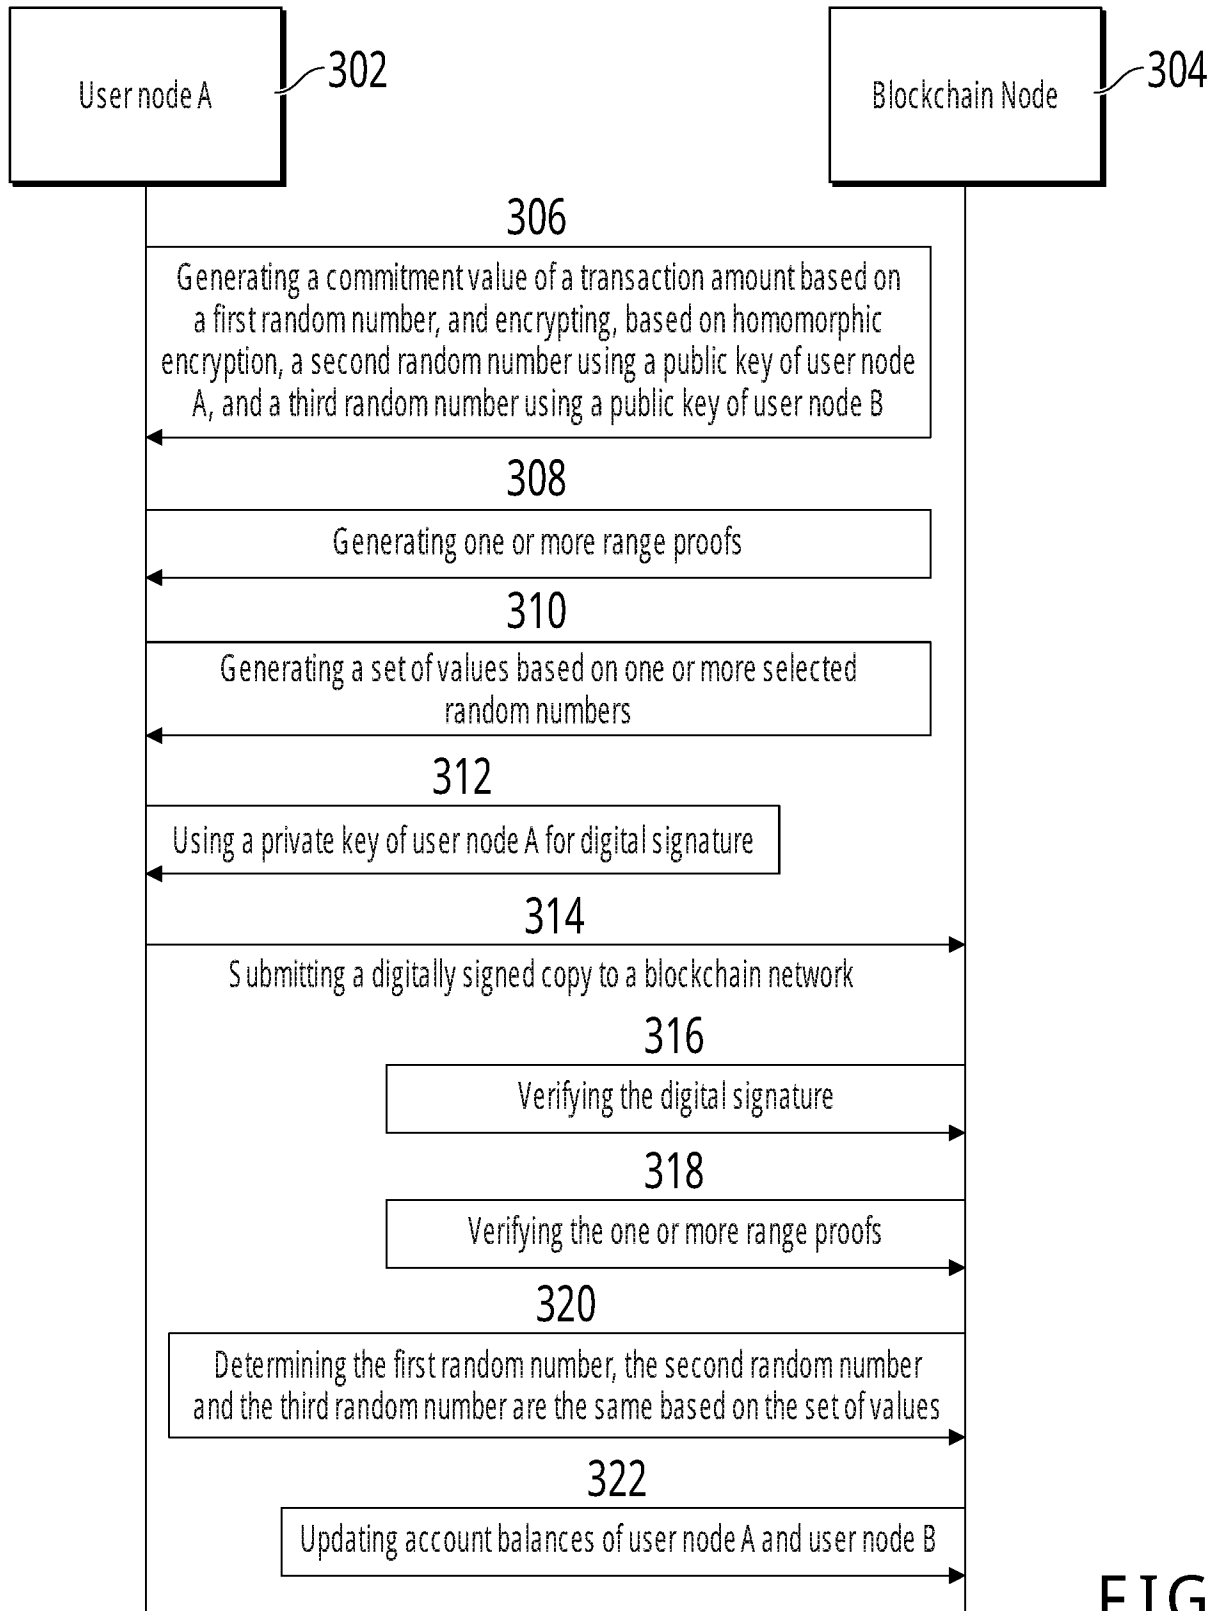 User node A
302
Blockchain Node
304
306
Generating a commitment value of a transaction amount based on
a first random number, and encrypting, based on homomorphic
encryption, a second random number using a public key of user node
A, and a third random number using a public key of user node B
308
Generating one or more range proofs
310
Generating a set of values based on one or more selected
random numbers
312
Using a private key of user node A for digital signature
314
Submitting a digitally signed copy to a blockchain network
316
Verifying the digital signature
318
Verifying the one or more range proofs
320
Determining the first random number, the second random number
and the third random number are the same based on the set of values
322
Updating account balances of user node A and user node B
FIG